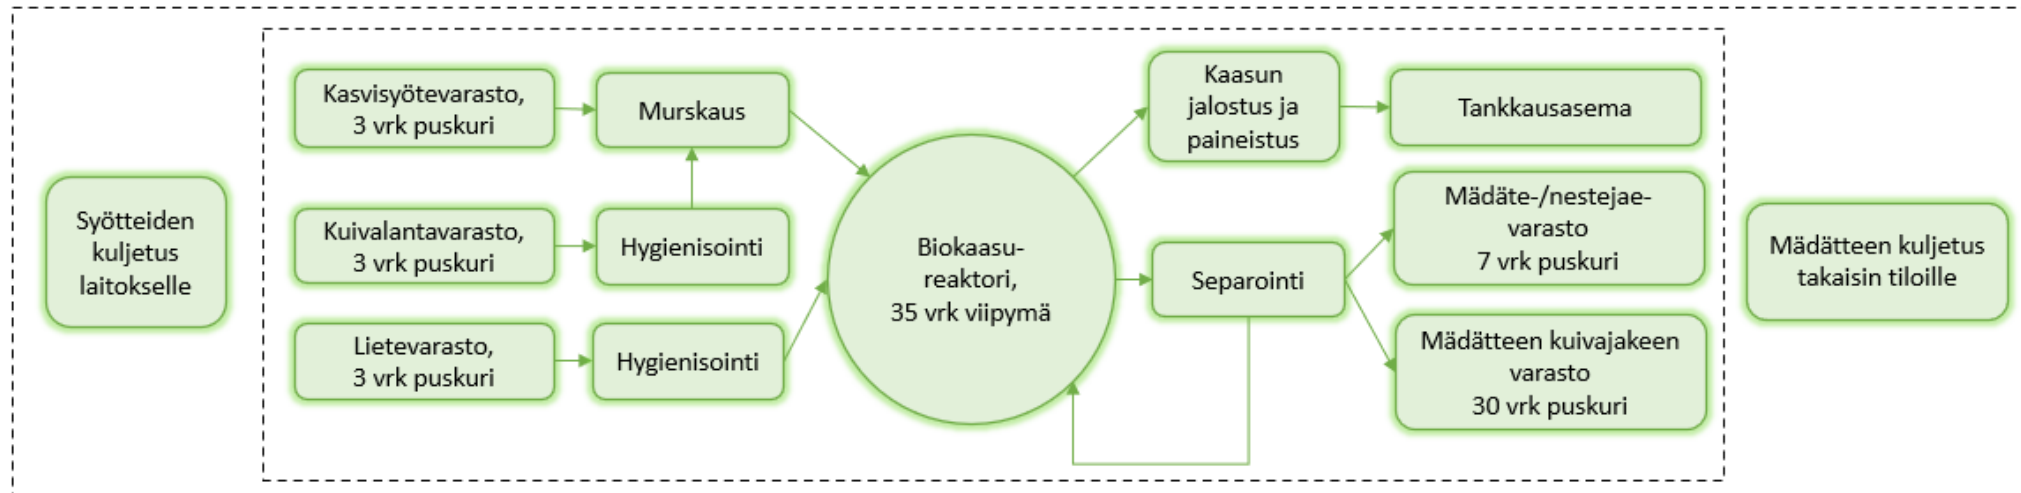 Syötteiden
kuljetus
laitokselle
Kasvisyötevarasto,
3 vrk puskuri
Murskaus
Kuivalantavarasto,
3 vrk puskuri
Hygienisointi
Lietevarasto,
3 vrk puskuri
Hygienisointi
Biokaasu-
reaktori,
35 vrk viipymä
Kaasun
jalostus ja
paineistus
Tankkausasema
Separointi
Mädäte-/nestejae-
varasto
7 vrk puskuri
Mädätteen kuivajakeen
varasto
30 vrk puskuri
Mädätteen kuljetus
takaisin tiloille